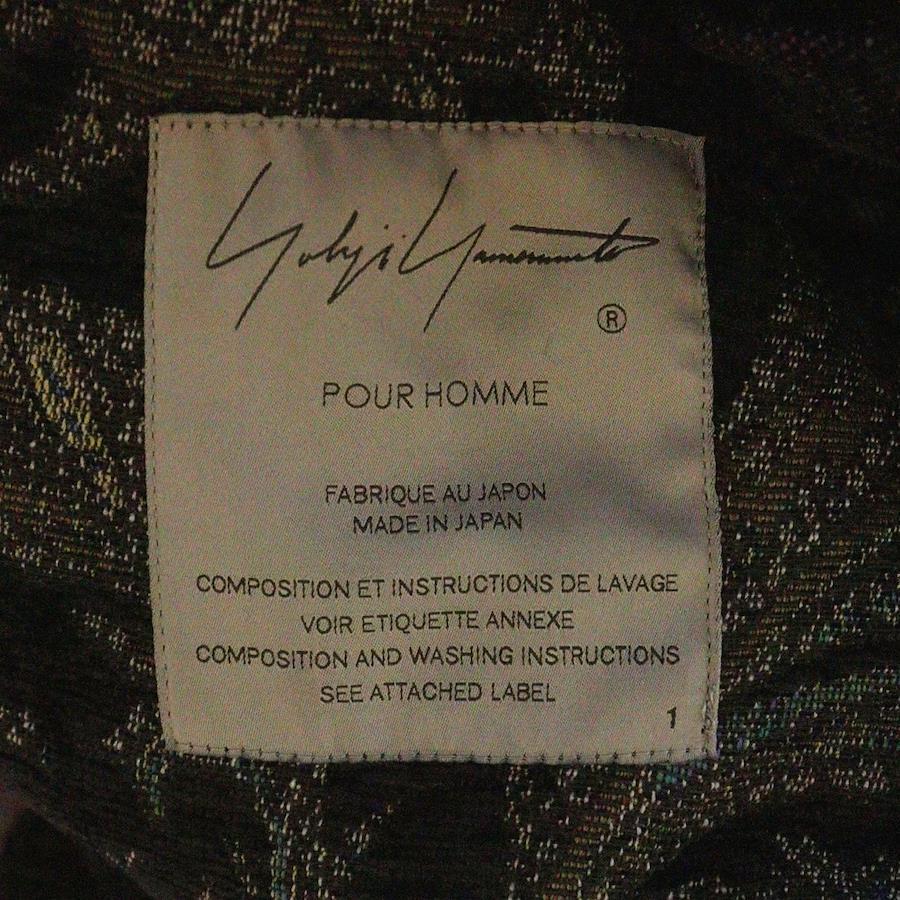 Yohji Yamamoto
®
POUR HOMME
FABRIQUE AU JAPON
MADE IN JAPAN
COMPOSITION ET INSTRUCTIONS DE LAVAGE
VOIR ETIQUETTE ANNEXE
COMPOSITION AND WASHING INSTRUCTIONS
SEE ATTACHED LABEL
1